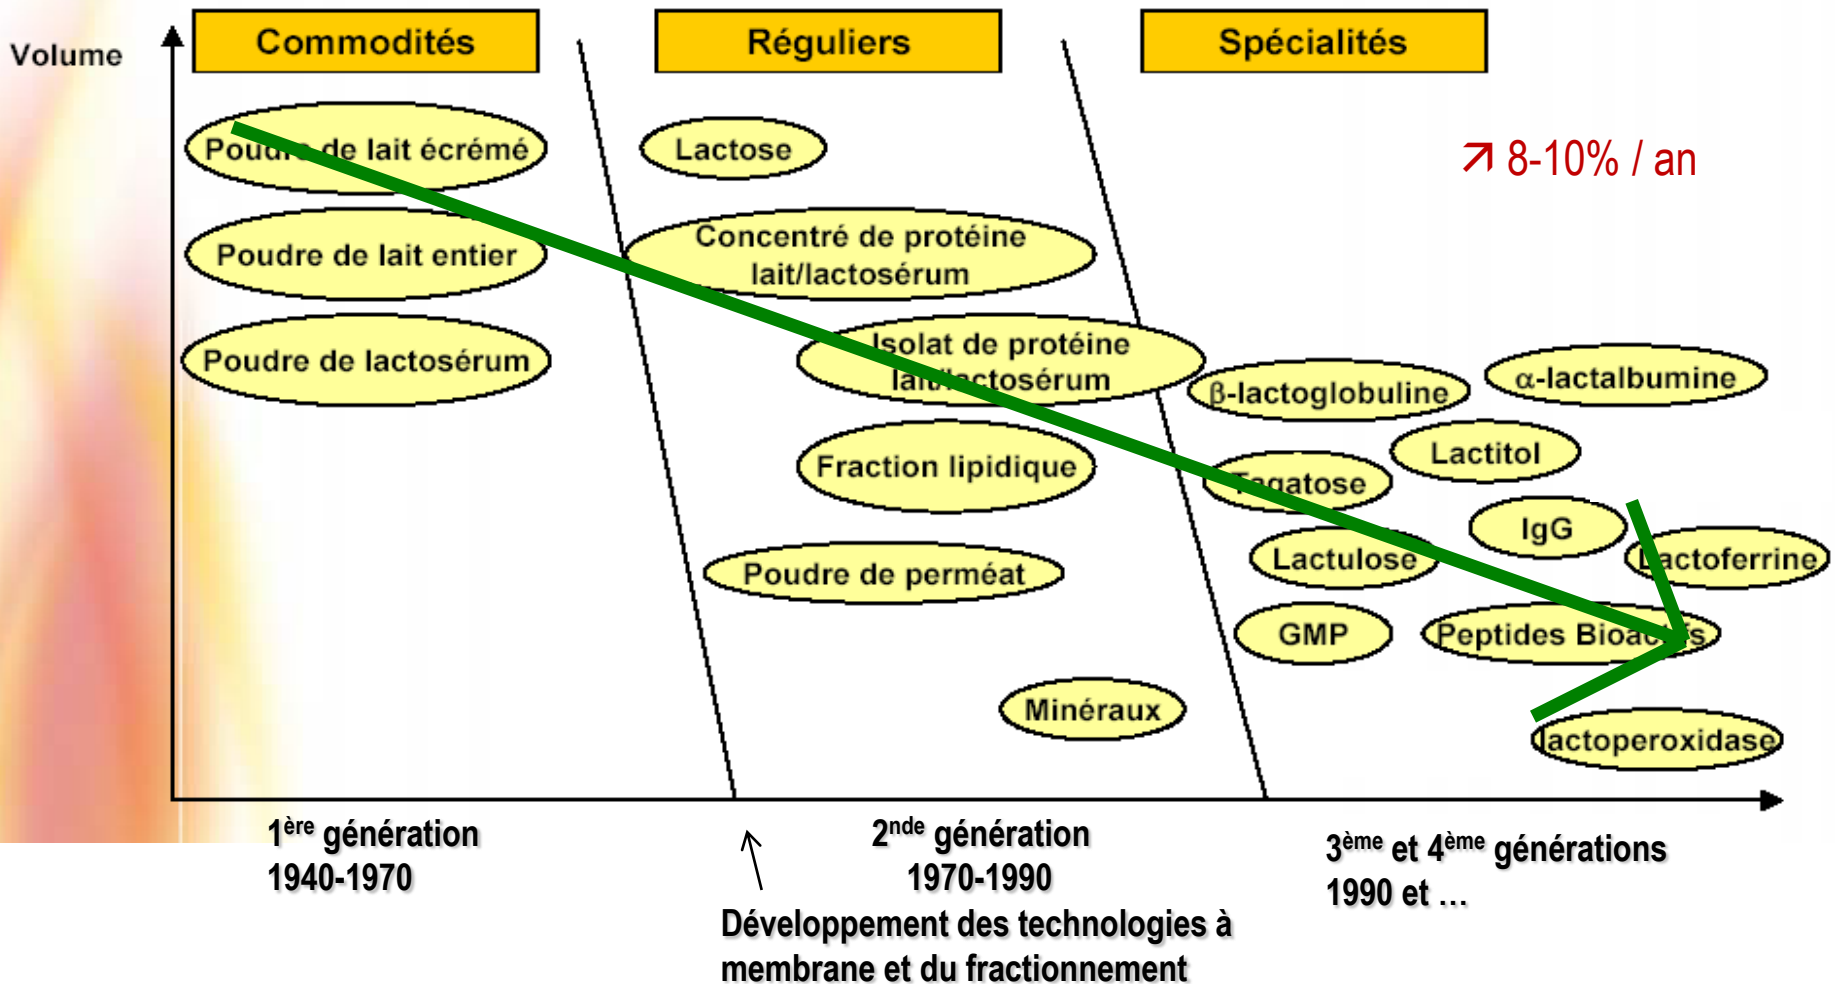 Volume
Commodités
Réguliers
Spécialités
Poudre de lait écrémé
Lactose
↗ 8-10% / an
Poudre de lait entier
Concentré de protéine
lait/lactosérum
Poudre de lactosérum
Isolat de protéine
lait/lactosérum
β-lactoglobuline
α-lactalbumine
Fraction lipidique
Lactitol
Tagatose
IgG
Lactulose
Lactoferrine
Poudre de perméat
GMP
Peptides Bioactifs
Minéraux
lactoperoxidase
1ère génération
1940-1970
2nde génération
1970-1990
3ème et 4ème générations
1990 et ...
Développement des technologies à
membrane et du fractionnement